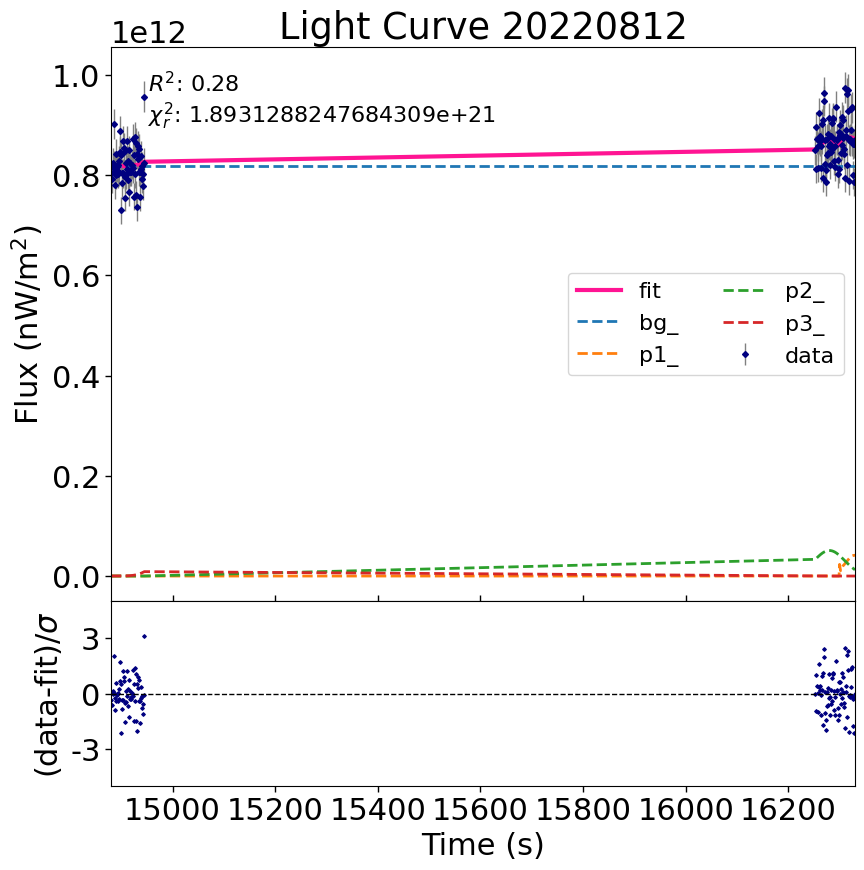 Light Curve 20220812
1e12
R²: 0.28
χ²ᵣ: 1.8931288247684309e+21
1.0
0.8
0.6
0.4
0.2
0.0
Flux (nW/m²)
fit
bg_
p1_
p2_
p3_
data
3
0
-3
(data-fit)/σ
15000 15200 15400 15600 15800 16000 16200
Time (s)